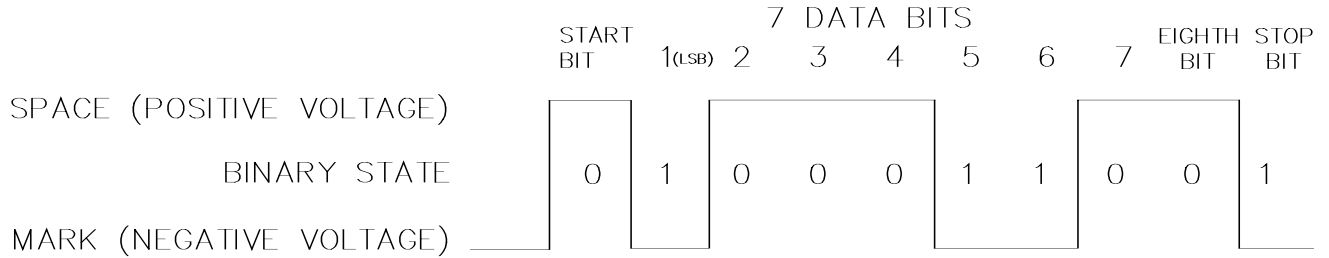 7 DATA BITS
START BIT 1(LSB) 2 3 4 5 6 7 EIGHTH BIT STOP BIT
SPACE (POSITIVE VOLTAGE)
BINARY STATE 0 1 0 0 0 1 1 0 0 1
MARK (NEGATIVE VOLTAGE)